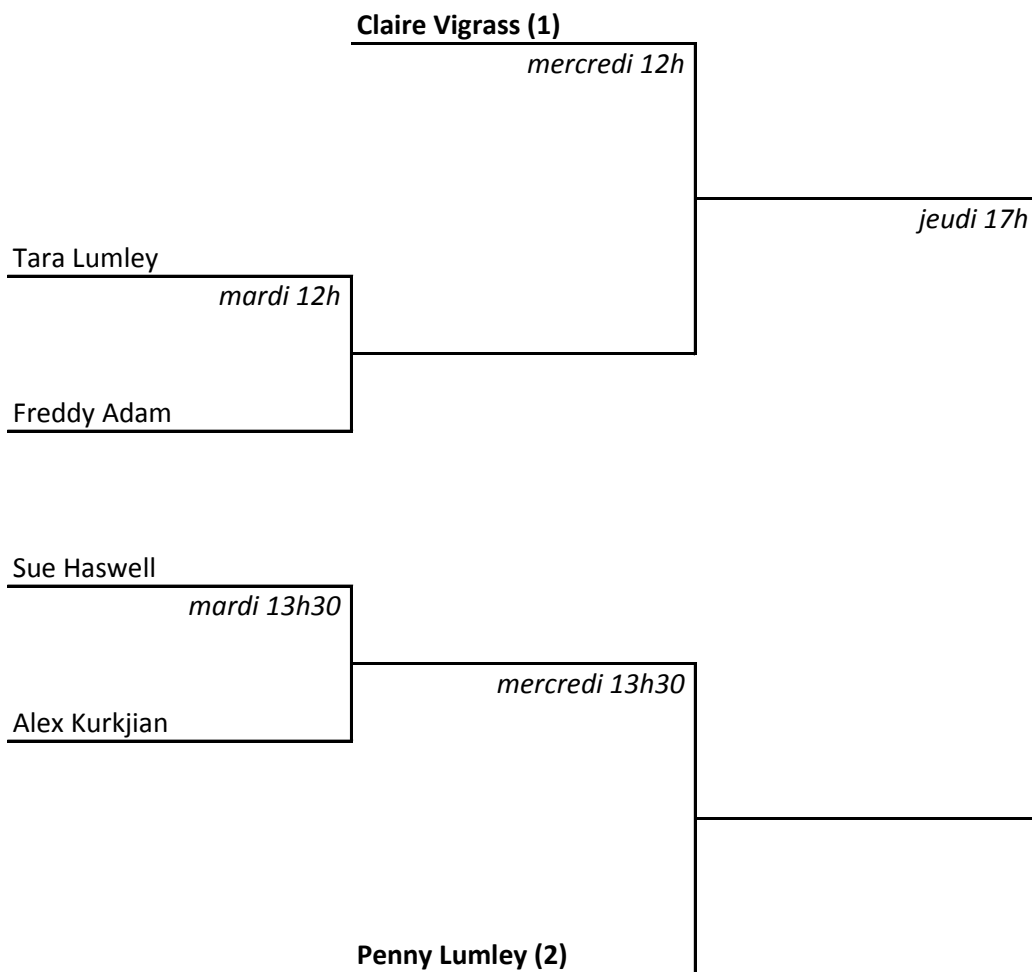 Claire Vigrass (1)
mercredi 12h
jeudi 17h
Tara Lumley
mardi 12h
Freddy Adam
Sue Haswell
mardi 13h30
mercredi 13h30
Alex Kurkjian
Penny Lumley (2)